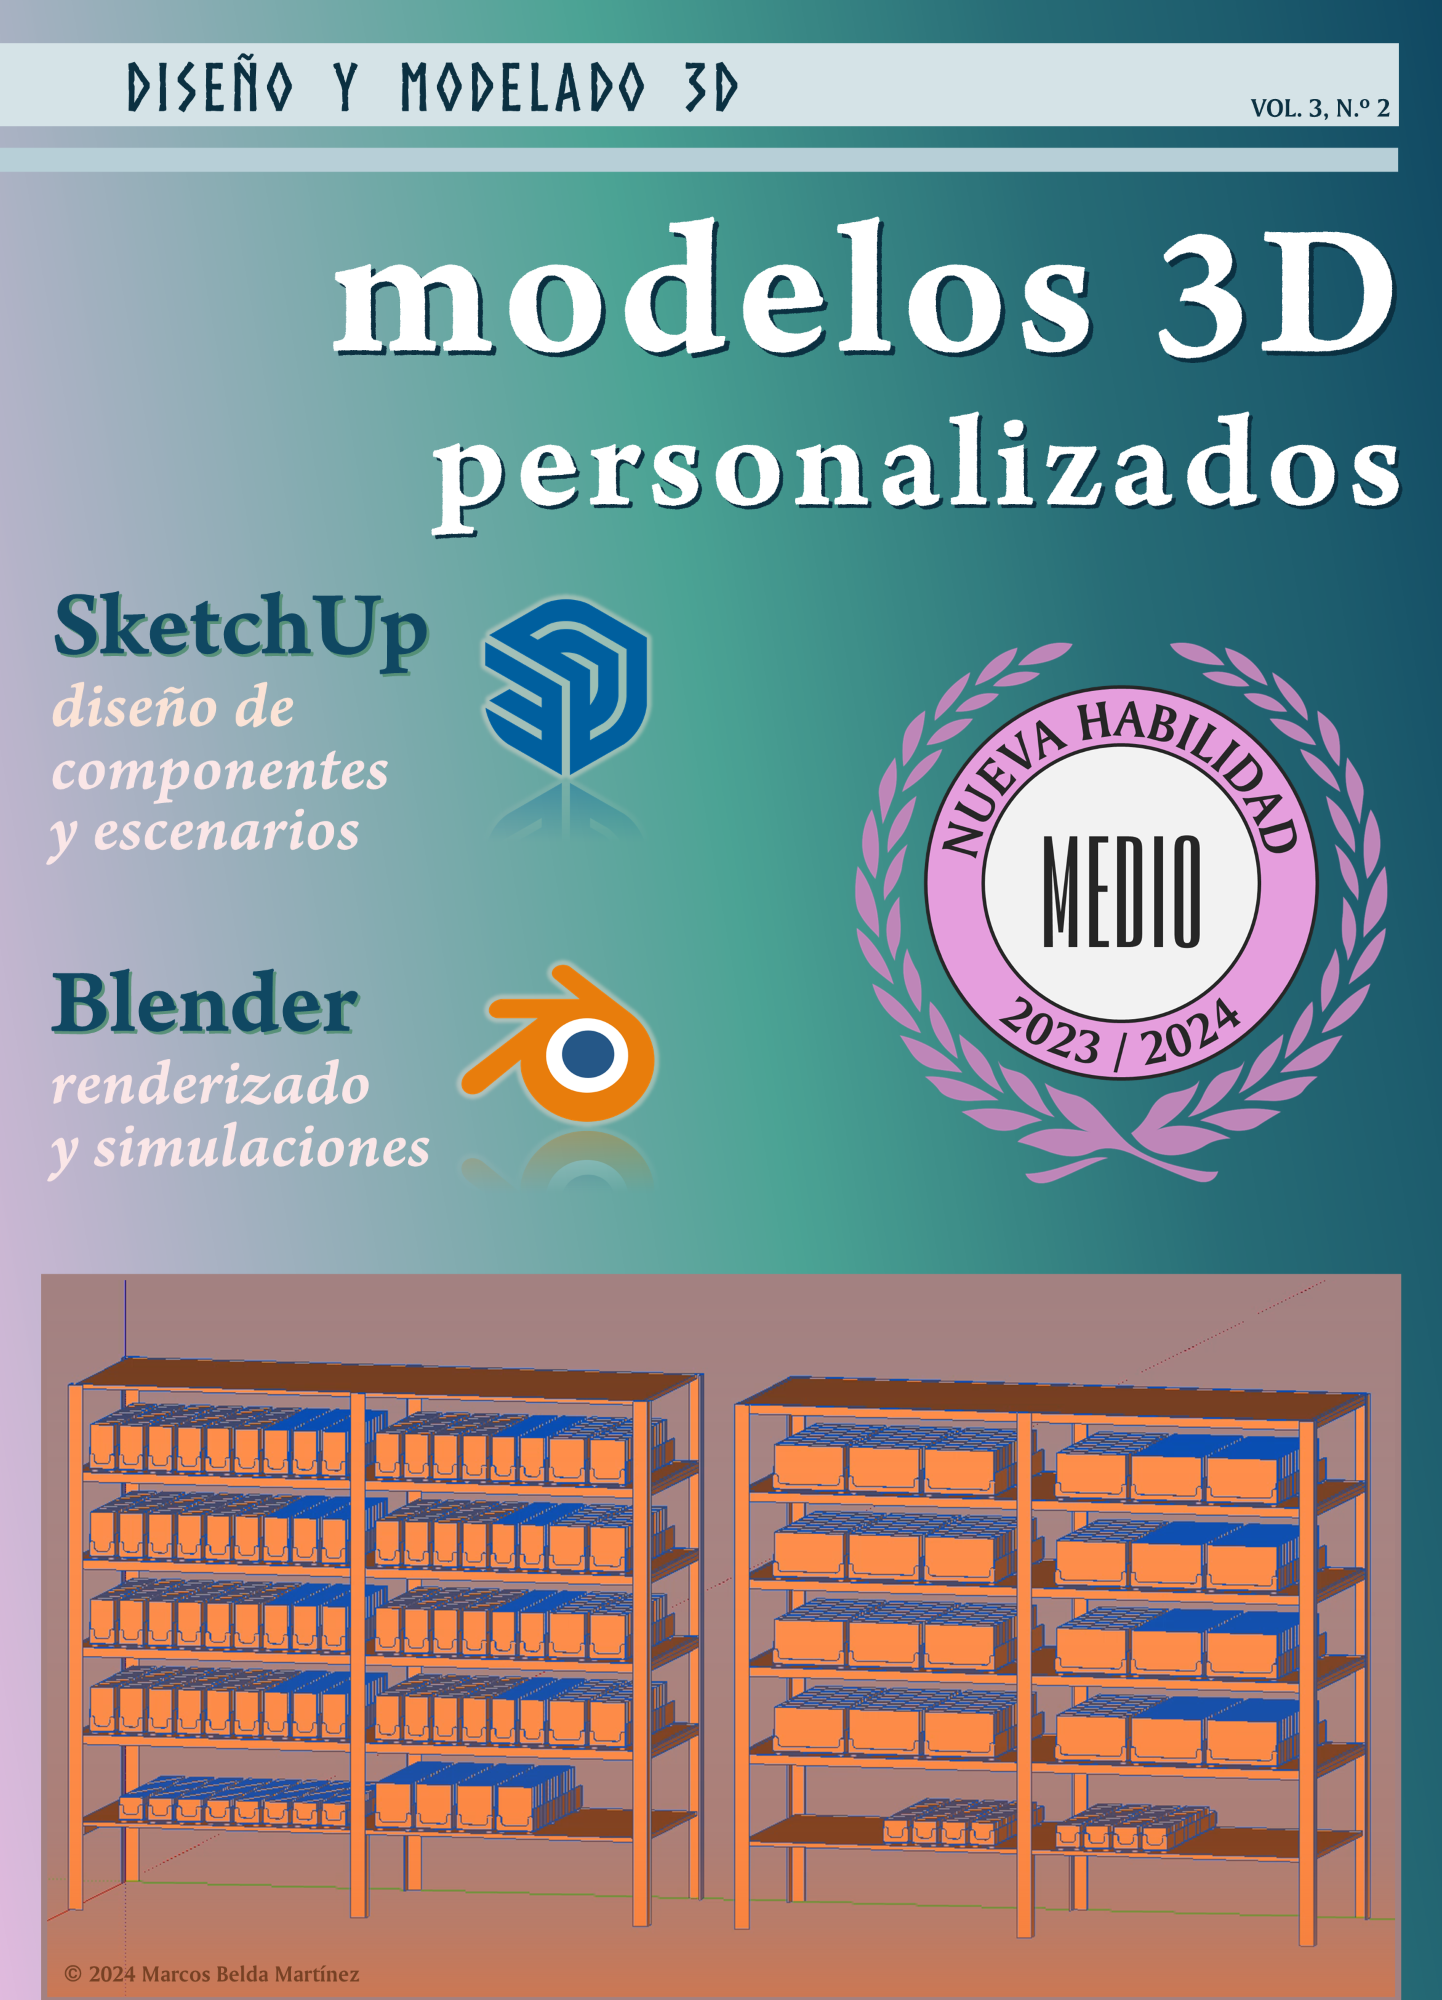 DISEÑO Y MODELADO 3D
VOL. 3, N.º 2
modelos 3D
personalizados
SketchUp
diseño de
componentes
y escenarios
NUEVA HABILIDAD
MEDIO
2023 / 2024
Blender
renderizado
y simulaciones
© 2024 Marcos Belda Martínez